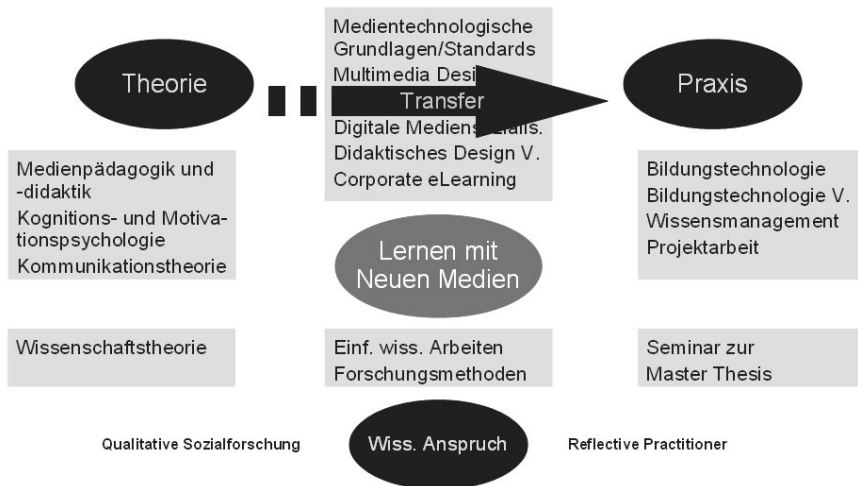 Theorie
Medientechnologische
Grundlagen/Standards
Multimedia
Transfer
Digitale
Didaktisches Design V.
Corporate eLearning
Praxis
Medienpädagogik und
-didaktik
Kognitions- und Motiva-
tionspsychologie
Kommunikationstheorie
Lernen mit
Neuen Medien
Bildungstechnologie
Bildungstechnologie V.
Wissensmanagement
Projektarbeit
Wissenschaftstheorie
Einf. wiss. Arbeiten
Forschungsmethoden
Seminar zur
Master Thesis
Qualitative Sozialforschung
Wiss. Anspruch
Reflective Practitioner